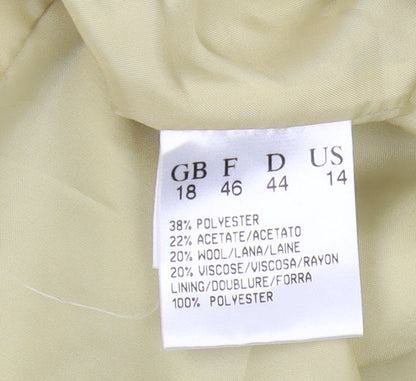 GB F D US
18 46 44 14
38% POLYESTER
22% ACETATE/ACETATO
20% WOOL/LANA/LAINE
20% VISCOSE/VISCOSA/RAYON
LINING/DOUBLURE/FORRA
100% POLYESTER